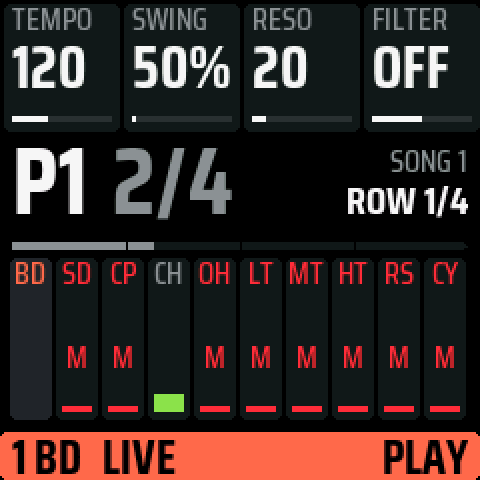 TEMPO SWING RESO FILTER
120 50% 20 OFF
P1 2/4 SONG 1
ROW 1/4
BD SD CP CH OH LT MT HT RS CY
M M M M M M M M
1 BD LIVE PLAY